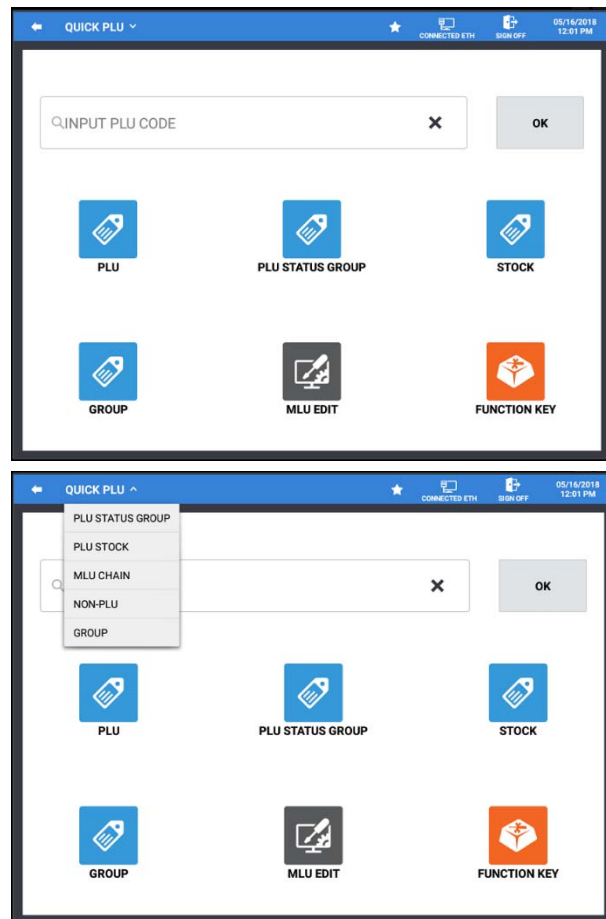 QUICK PLU
CONNECTED ETH
SIGN OFF
05/16/2018
12:01 PM
INPUT PLU CODE
OK
PLU
PLU STATUS GROUP
STOCK
GROUP
MLU EDIT
FUNCTION KEY
QUICK PLU
CONNECTED ETH
SIGN OFF
05/16/2018
12:01 PM
PLU STATUS GROUP
PLU STOCK
MLU CHAIN
NON-PLU
GROUP
OK
PLU
PLU STATUS GROUP
STOCK
GROUP
MLU EDIT
FUNCTION KEY